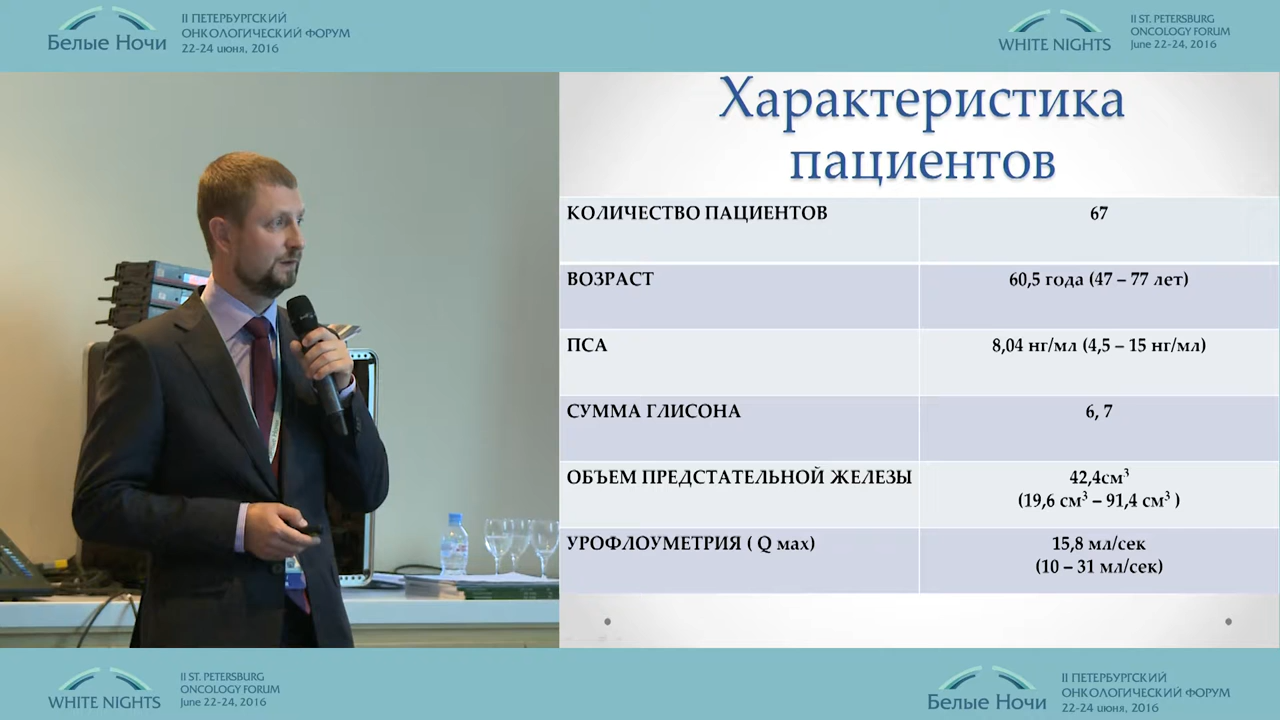 Белые Ночи
II ПЕТЕРБУРГСКИЙ
ОНКОЛОГИЧЕСКИЙ ФОРУМ
22-24 июня, 2016
WHITE NIGHTS
II ST. PETERSBURG
ONCOLOGY FORUM
June 22-24, 2016
Характеристика
пациентов
КОЛИЧЕСТВО ПАЦИЕНТОВ 67
ВОЗРАСТ 60,5 года (47 – 77 лет)
ПСА 8,04 нг/мл (4,5 – 15 нг/мл)
СУММА ГЛИСОНА 6, 7
ОБЪЕМ ПРЕДСТАТЕЛЬНОЙ ЖЕЛЕЗЫ 42,4см³
(19,6 см³ – 91,4 см³ )
УРОФЛОУМЕТРИЯ ( Q мах) 15,8 мл/сек
(10 – 31 мл/сек)
WHITE NIGHTS
II ST. PETERSBURG
ONCOLOGY FORUM
June 22-24, 2016
Белые Ночи
II ПЕТЕРБУРГСКИЙ
ОНКОЛОГИЧЕСКИЙ ФОРУМ
22-24 июня, 2016